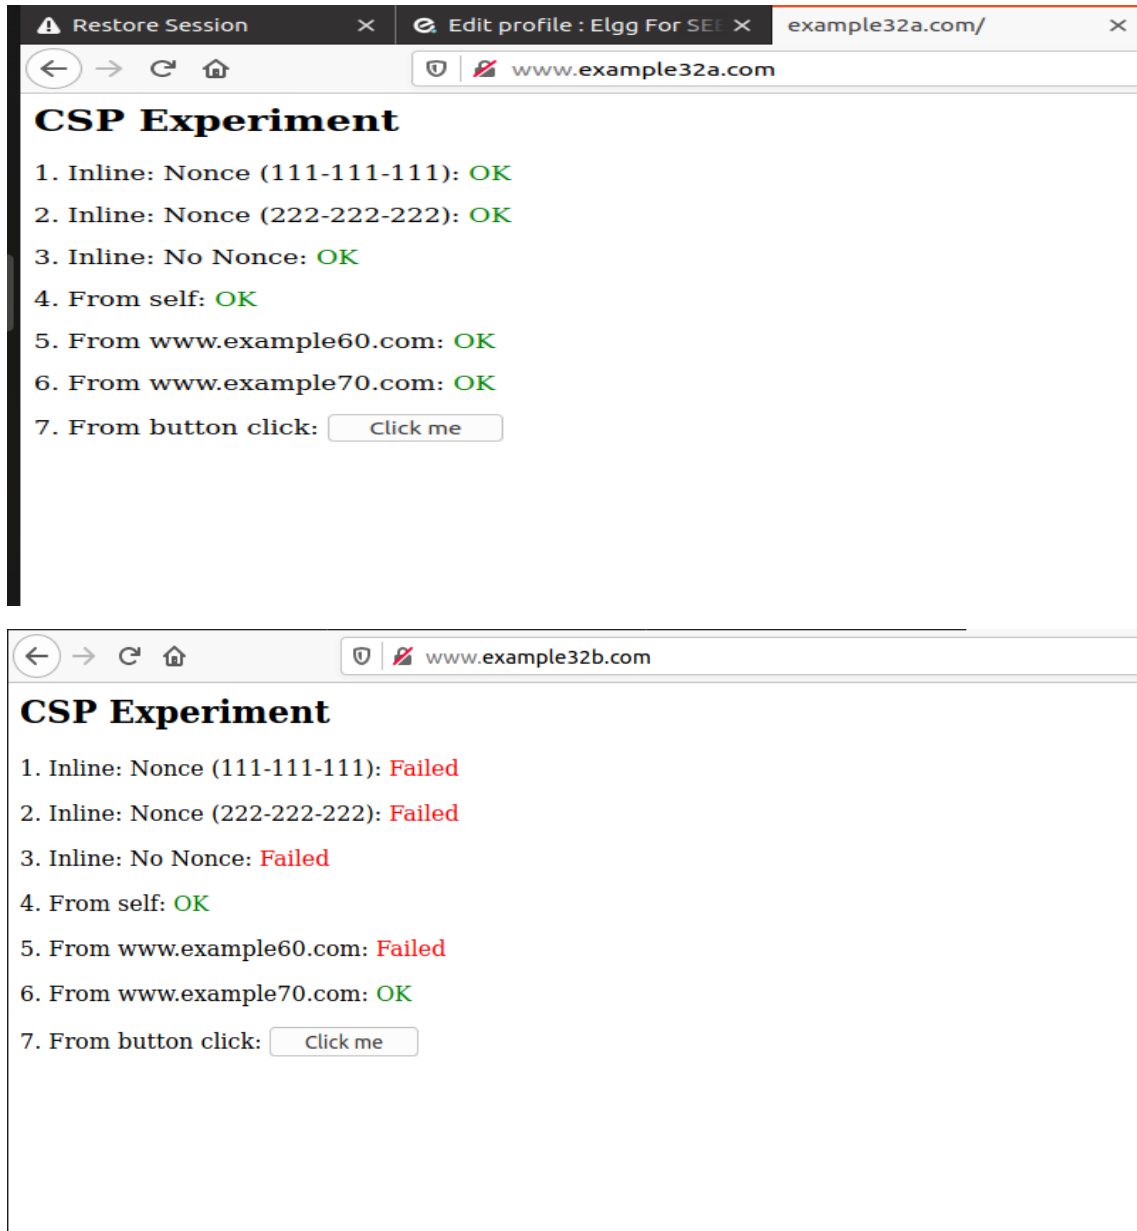 Restore Session
Edit profile : Elgg For SEE
example32a.com/
www.example32a.com
CSP Experiment
1. Inline: Nonce (111-111-111): OK
2. Inline: Nonce (222-222-222): OK
3. Inline: No Nonce: OK
4. From self: OK
5. From www.example60.com: OK
6. From www.example70.com: OK
7. From button click: Click me
www.example32b.com
CSP Experiment
1. Inline: Nonce (111-111-111): Failed
2. Inline: Nonce (222-222-222): Failed
3. Inline: No Nonce: Failed
4. From self: OK
5. From www.example60.com: Failed
6. From www.example70.com: OK
7. From button click: Click me